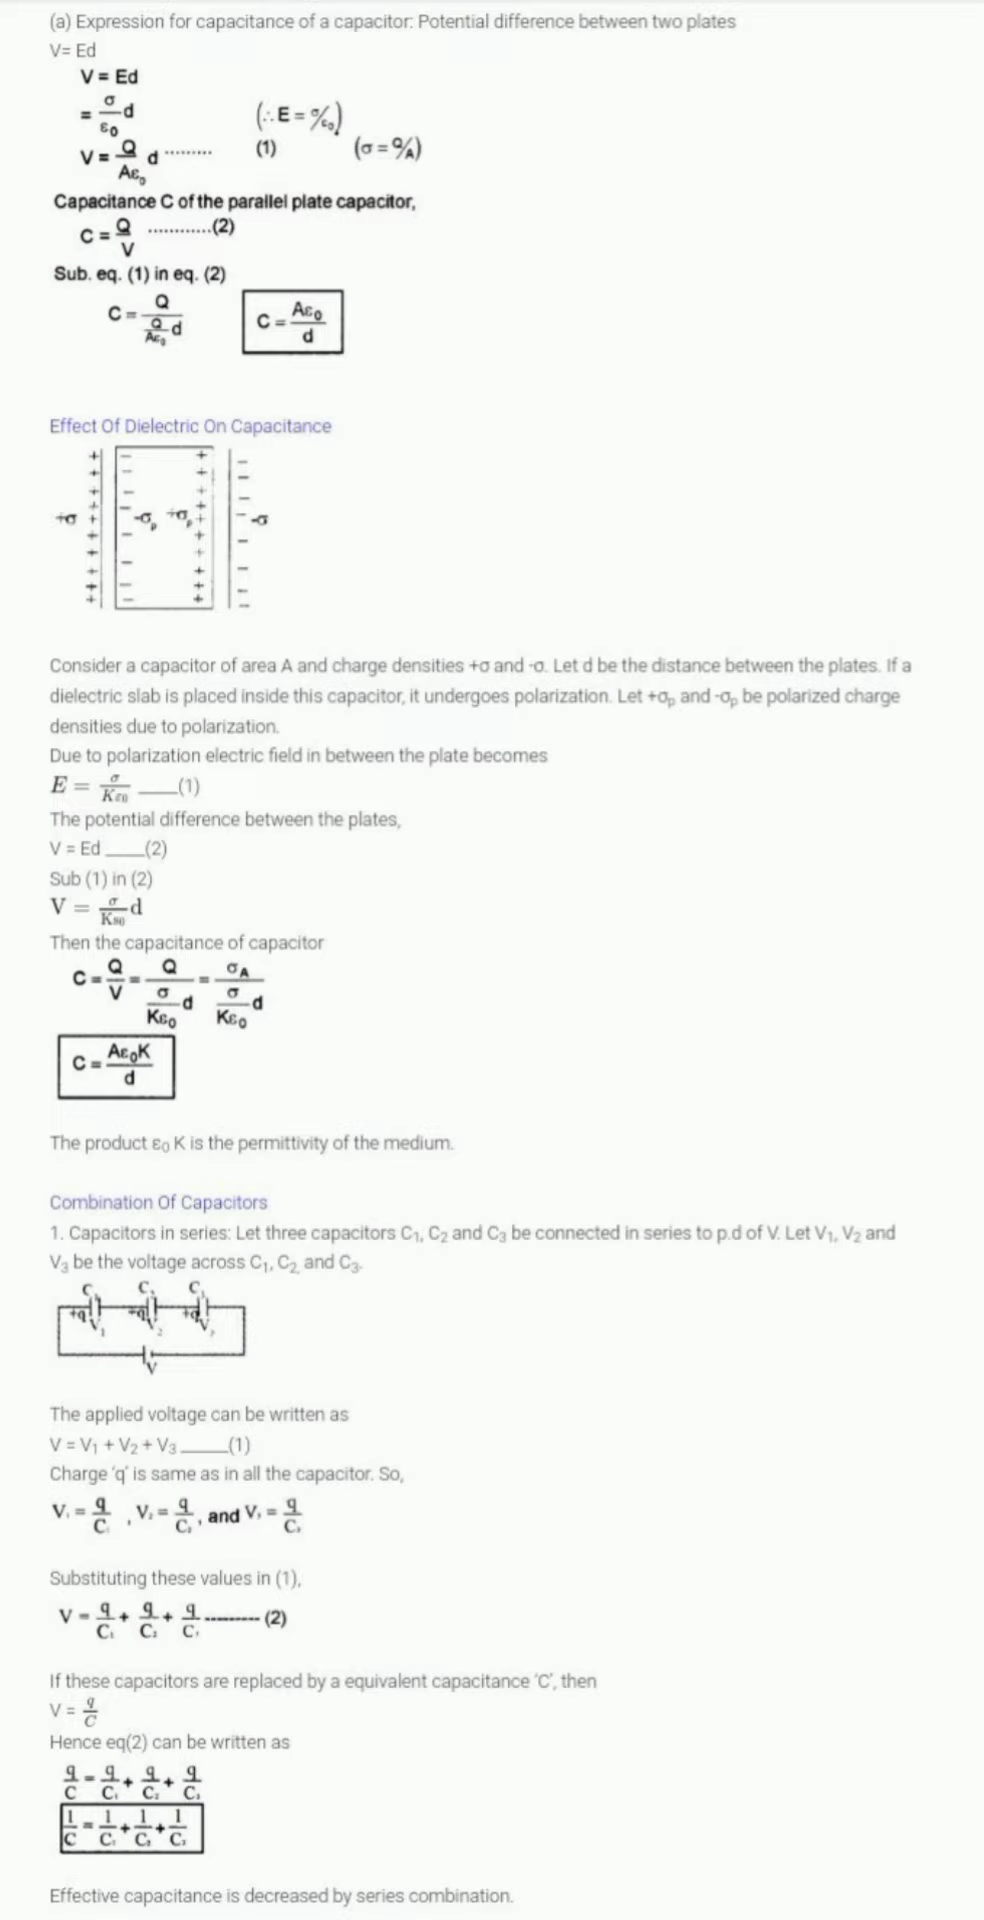 (a) Expression for capacitance of a capacitor: Potential difference between two plates
V= Ed
V = Ed
= σ/ε₀ d (∴E = σ/ε₀)
V = Q/Aε₀ d ......... (1) (σ = Q/A)
Capacitance C of the parallel plate capacitor,
C = Q/V ............(2)
Sub. eq. (1) in eq. (2)
C = Q/(Q/Aε₀ d) C = Aε₀/d
Effect Of Dielectric On Capacitance
+σ -σₚ +σₚ -σ
Consider a capacitor of area A and charge densities +σ and -σ. Let d be the distance between the plates. If a
dielectric slab is placed inside this capacitor, it undergoes polarization. Let +σₚ and -σₚ be polarized charge
densities due to polarization.
Due to polarization electric field in between the plate becomes
E = σ/Kε0 ____(1)
The potential difference between the plates,
V = Ed ____(2)
Sub (1) in (2)
V = σ/Kε0 d
Then the capacitance of capacitor
C = Q/V = Q/(σ/Kε₀ d) = σA/(σ/Kε₀ d)
C = Aε₀K/d
The product ε₀ K is the permittivity of the medium.
Combination Of Capacitors
1. Capacitors in series: Let three capacitors C₁, C₂ and C₃ be connected in series to p.d of V. Let V₁, V₂ and
V₃ be the voltage across C₁, C₂ and C₃.
C₁ C₂ C₃
+q +q +q
V₁ V₂ V₃
V
The applied voltage can be written as
V = V₁ + V₂ + V₃ ____(1)
Charge ‘q’ is same as in all the capacitor. So,
V₁ = q/C₁ , V₂ = q/C₂ , and V₃ = q/C₃
Substituting these values in (1),
V = q/C₁ + q/C₂ + q/C₃ --------- (2)
If these capacitors are replaced by a equivalent capacitance ‘C’, then
V = q/C
Hence eq(2) can be written as
q/C = q/C₁ + q/C₂ + q/C₃
1/C = 1/C₁ + 1/C₂ + 1/C₃
Effective capacitance is decreased by series combination.